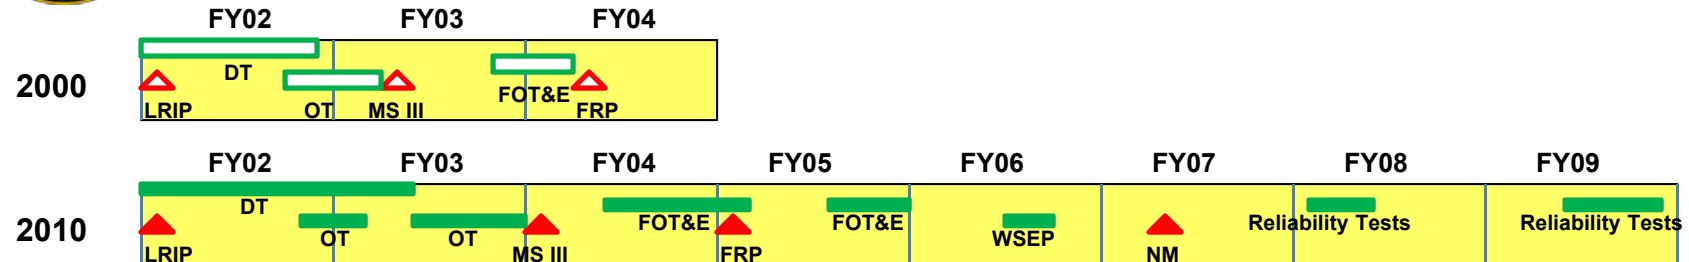 FY02 FY03 FY04
2000
DT
LRIP OT MS III FOT&E FRP
FY02 FY03 FY04 FY05 FY06 FY07 FY08 FY09
2010
DT
OT OT FOT&E FOT&E WSEP Reliability Tests Reliability Tests
LRIP MS III FRP NM